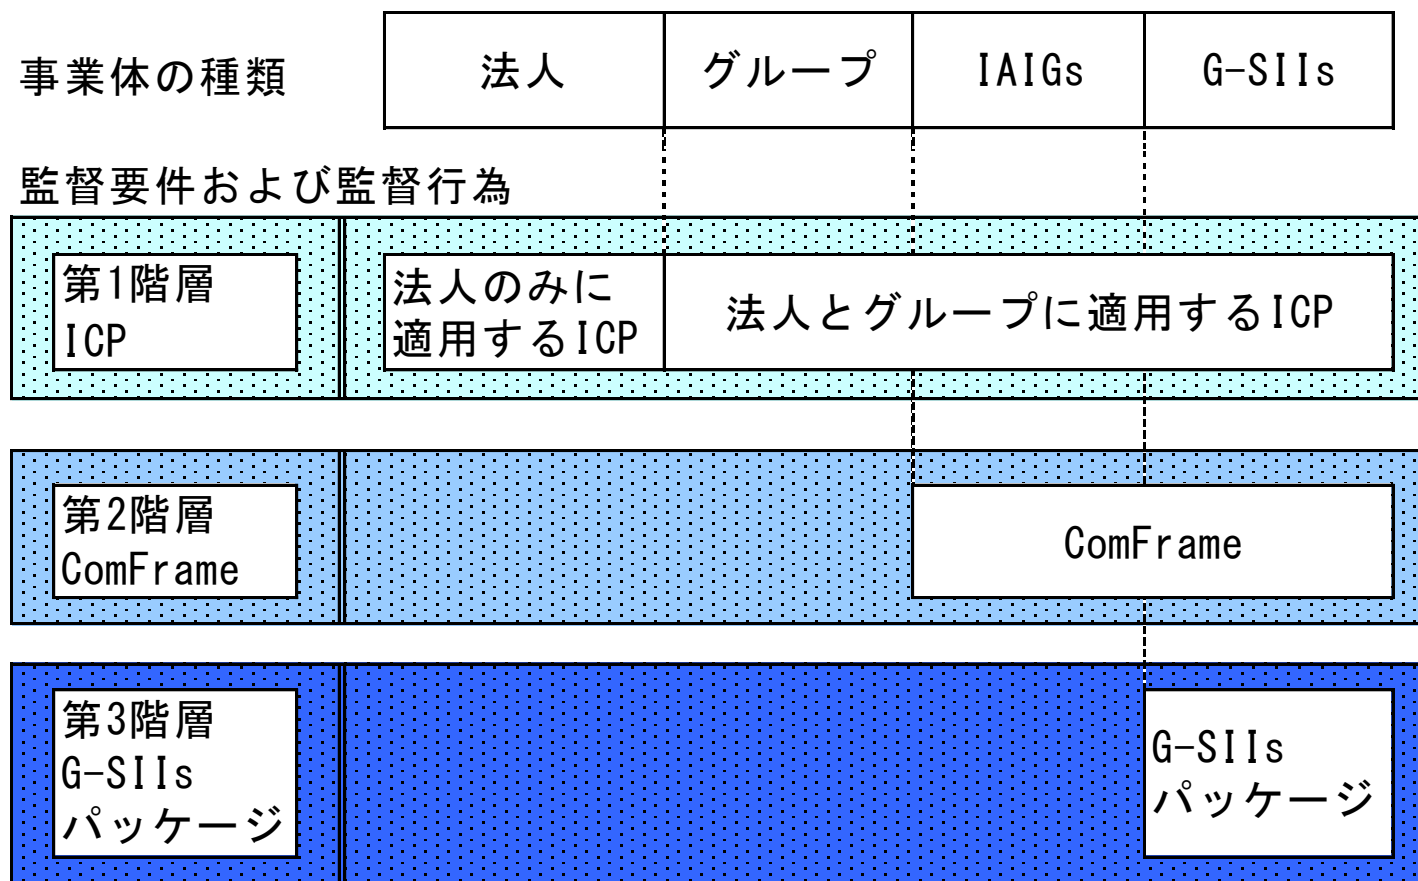 事業体の種類
法人
グループ
IAIGs
G-SIIs
監督要件および監督行為
第1階層
ICP
法人のみに
適用するICP
法人とグループに適用するICP
第2階層
ComFrame
ComFrame
第3階層
G-SIIs
パッケージ
G-SIIs
パッケージ